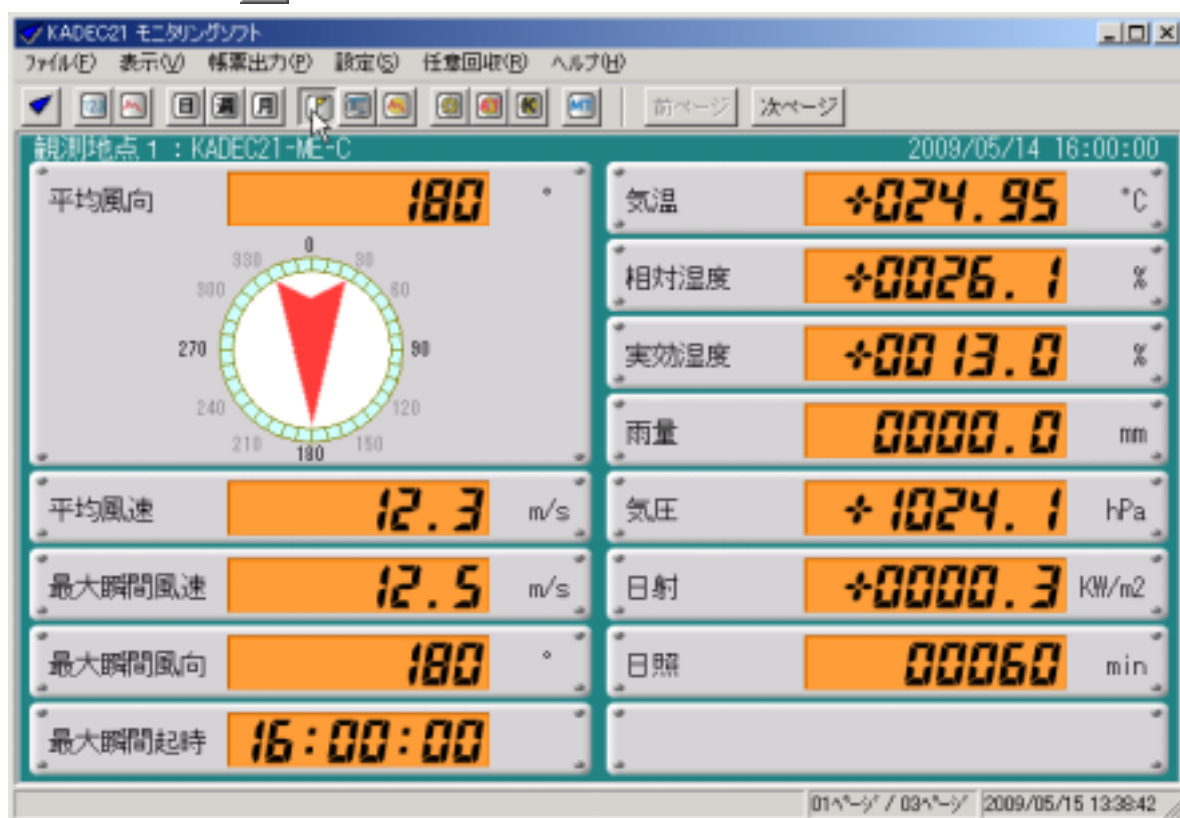 KADEC21 モニタリングソフト
ファイル(F) 表示(V) 帳票出力(P) 設定(S) 任意回収(R) ヘルプ(H)
123 日 週 月 MT 前ページ 次ページ
観測地点 1 : KADEC21-ME-C 2009/05/14 16:00:00
平均風向 180 °
0
330 30
300 60
270 90
240 120
210 150
180
平均風速 12.3 m/s
最大瞬間風速 12.5 m/s
最大瞬間風向 180 °
最大瞬間起時 16:00:00
気温 +024.95 °C
相対湿度 +0026.1 %
実効湿度 +0013.0 %
雨量 0000.0 mm
気圧 +1024.1 hPa
日射 +0000.3 KW/m2
日照 00060 min
01ページ / 03ページ 2009/05/15 13:38:42